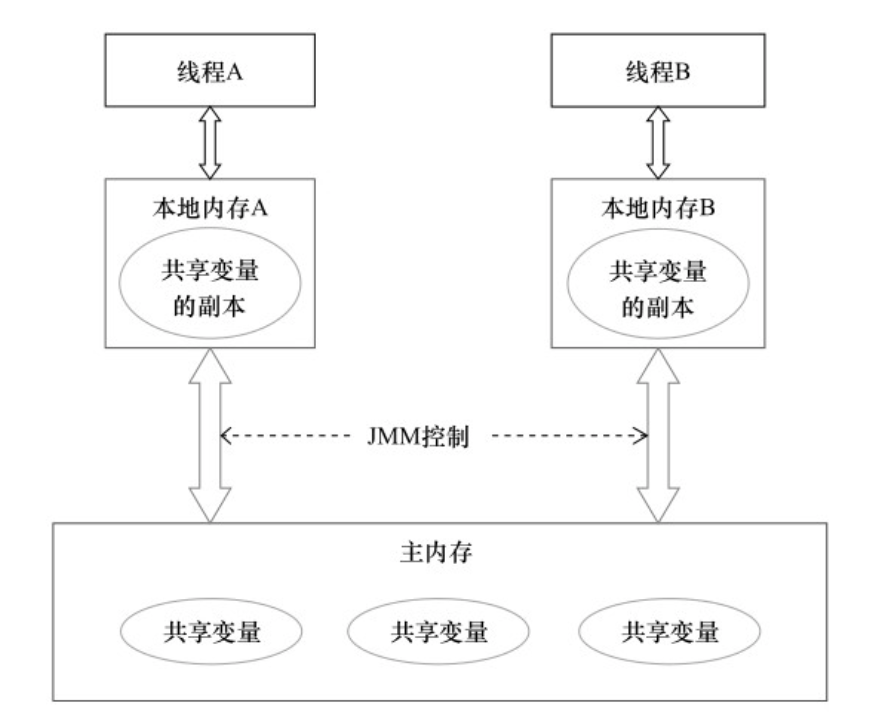 线程A
线程B
本地内存A
共享变量
的副本
本地内存B
共享变量
的副本
JMM控制
主内存
共享变量
共享变量
共享变量